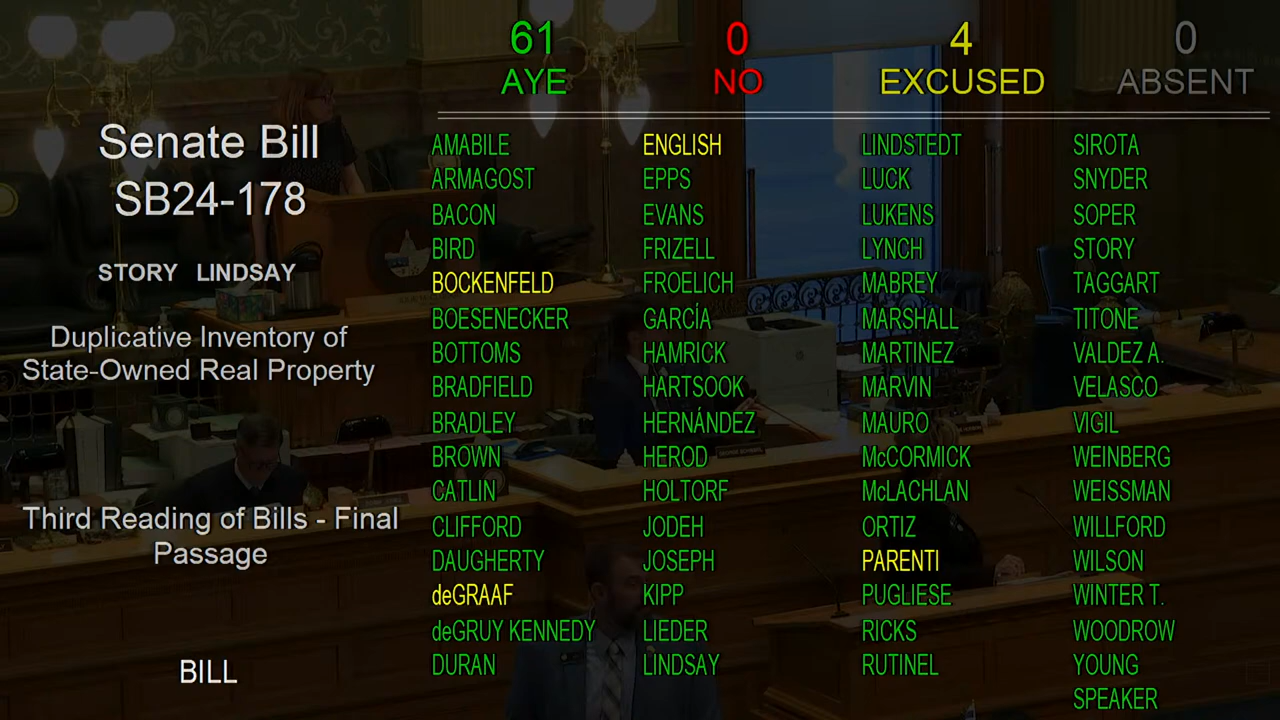 61 0 4 0
AYE NO EXCUSED ABSENT
Senate Bill
SB24-178
STORY LINDSAY
Duplicative Inventory of
State-Owned Real Property
Third Reading of Bills - Final
Passage
BILL
AMABILE ENGLISH LINDSTEDT SIROTA
ARMAGOST EPPS LUCK SNYDER
BACON EVANS LUKENS SOPER
BIRD FRIZELL LYNCH STORY
BOCKENFELD FROELICH MABREY TAGGART
BOESENECKER GARCÍA MARSHALL TITONE
BOTTOMS HAMRICK MARTINEZ VALDEZ A.
BRADFIELD HARTSOOK MARVIN VELASCO
BRADLEY HERNÁNDEZ MAURO VIGIL
BROWN HEROD McCORMICK WEINBERG
CATLIN HOLTORF McLACHLAN WEISSMAN
CLIFFORD JODEH ORTIZ WILLFORD
DAUGHERTY JOSEPH PARENTI WILSON
deGRAAF KIPP PUGLIESE WINTER T.
deGRUY KENNEDY LIEDER RICKS WOODROW
DURAN LINDSAY RUTINEL YOUNG
SPEAKER